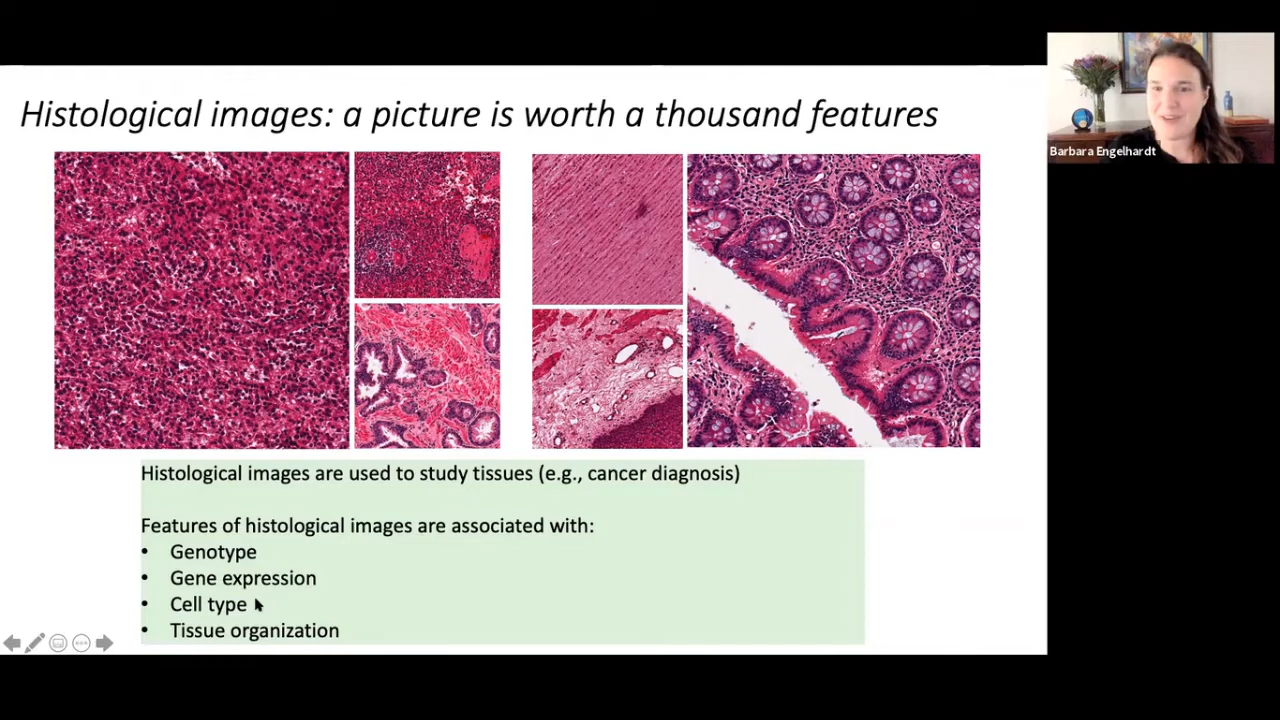 Histological images: a picture is worth a thousand features
Barbara Engelhardt
Histological images are used to study tissues (e.g., cancer diagnosis)
Features of histological images are associated with:
• Genotype
• Gene expression
• Cell type
• Tissue organization